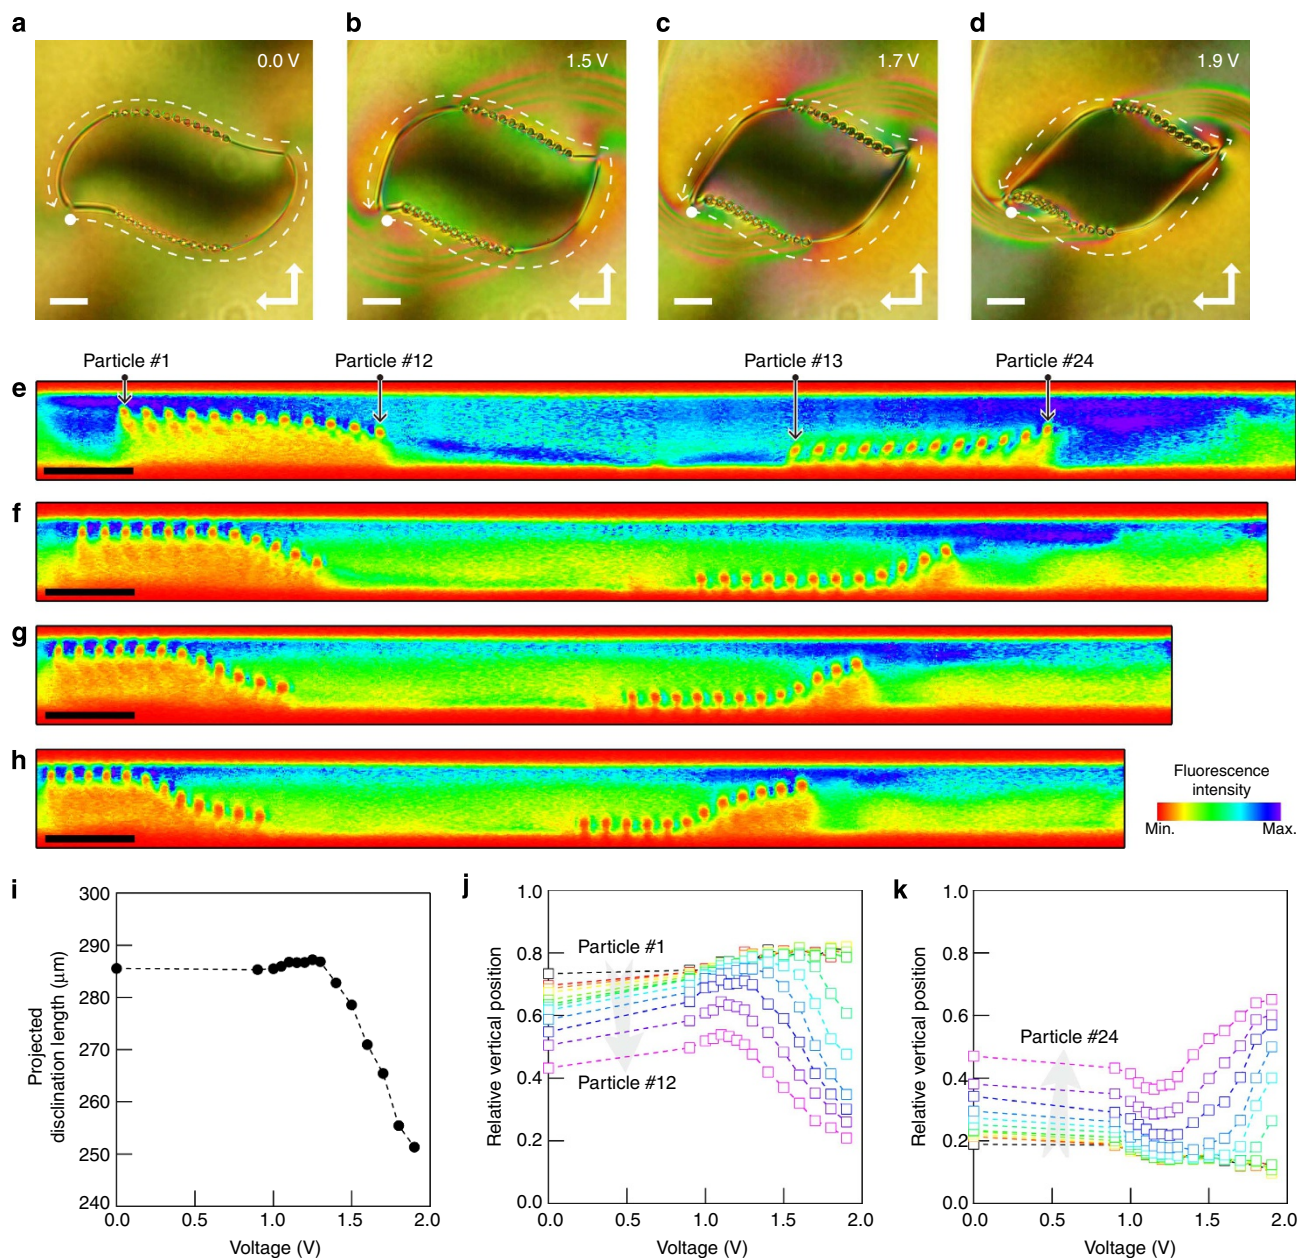 a
b
c
d
0.0 V
1.5 V
1.7 V
1.9 V
Particle #1
Particle #12
Particle #13
Particle #24
e
f
g
h
Fluorescence
intensity
Min.
Max.
i
300
290
280
270
260
250
240
0.0
0.5
1.0
1.5
2.0
Projected
disclination length (μm)
Voltage (V)
j
1.0
0.8
0.6
0.4
0.2
0.0
0.0
0.5
1.0
1.5
2.0
Relative vertical position
Particle #1
Particle #12
Voltage (V)
k
1.0
0.8
0.6
0.4
0.2
0.0
0.0
0.5
1.0
1.5
2.0
Relative vertical position
Particle #24
Voltage (V)